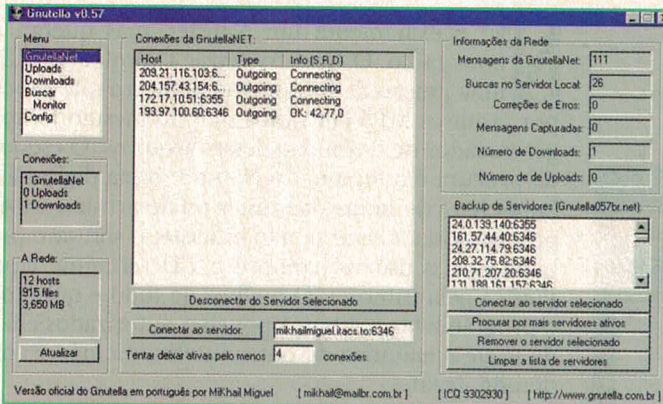 Gnutella v0.57
Menu
GnutellaNet
Uploads
Downloads
Buscar
Monitor
Config
Conexões:
1 GnutellaNet
0 Uploads
1 Downloads
A Rede:
12 hosts
915 files
3,650 MB
Atualizar
Conexões da GnutellaNET:
Host Type Info (S,R,D)
209.21.116.103:6... Outgoing Connecting
204.157.43.154:6... Outgoing Connecting
172.17.10.51:6355 Outgoing Connecting
193.97.100.60:6346 Outgoing OK: 42,77,0
Desconectar do Servidor Selecionado
Conectar ao servidor: mikhailmiguel.itacs.to:6346
Tentar deixar ativas pelo menos 4 conexões
Informações da Rede
Mensagens da GnutellaNet: 111
Buscas no Servidor Local: 26
Correções de Erros: 0
Mensagens Capturadas: 0
Número de Downloads: 1
Número de de Uploads: 0
Backup de Servidores (Gnutella057br.net):
24.0.139.140:6355
161.57.44.40:6346
24.27.114.79:6346
208.32.75.82:6346
210.71.207.20:6346
131.188.161.157:6346
Conectar ao servidor selecionado
Procurar por mais servidores ativos
Remover o servidor selecionado
Limpar a lista de servidores
Versão oficial do Gnutella em português por MiKhail Miguel [mikhail@mailbr.com.br] [ICQ 9302930] [http://www.gnutella.com.br]